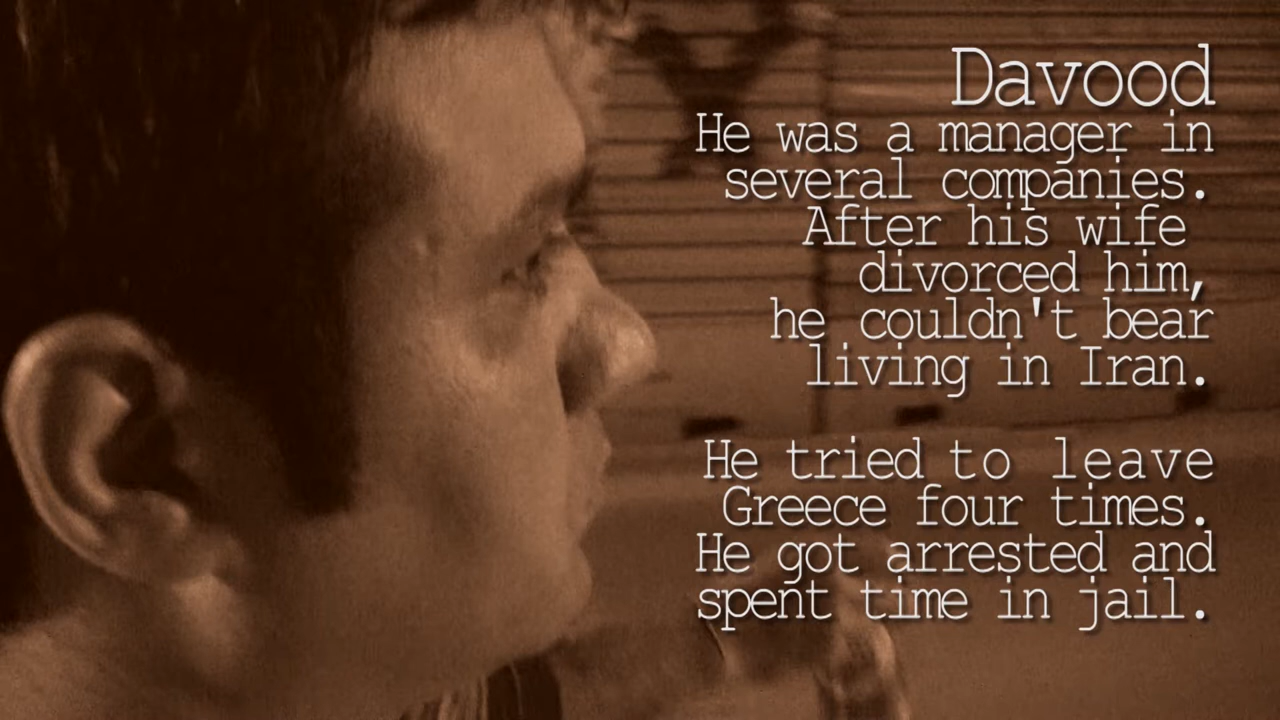 Davood
He was a manager in
several companies.
After his wife
divorced him,
he couldn't bear
living in Iran.
He tried to leave
Greece four times.
He got arrested and
spent time in jail.